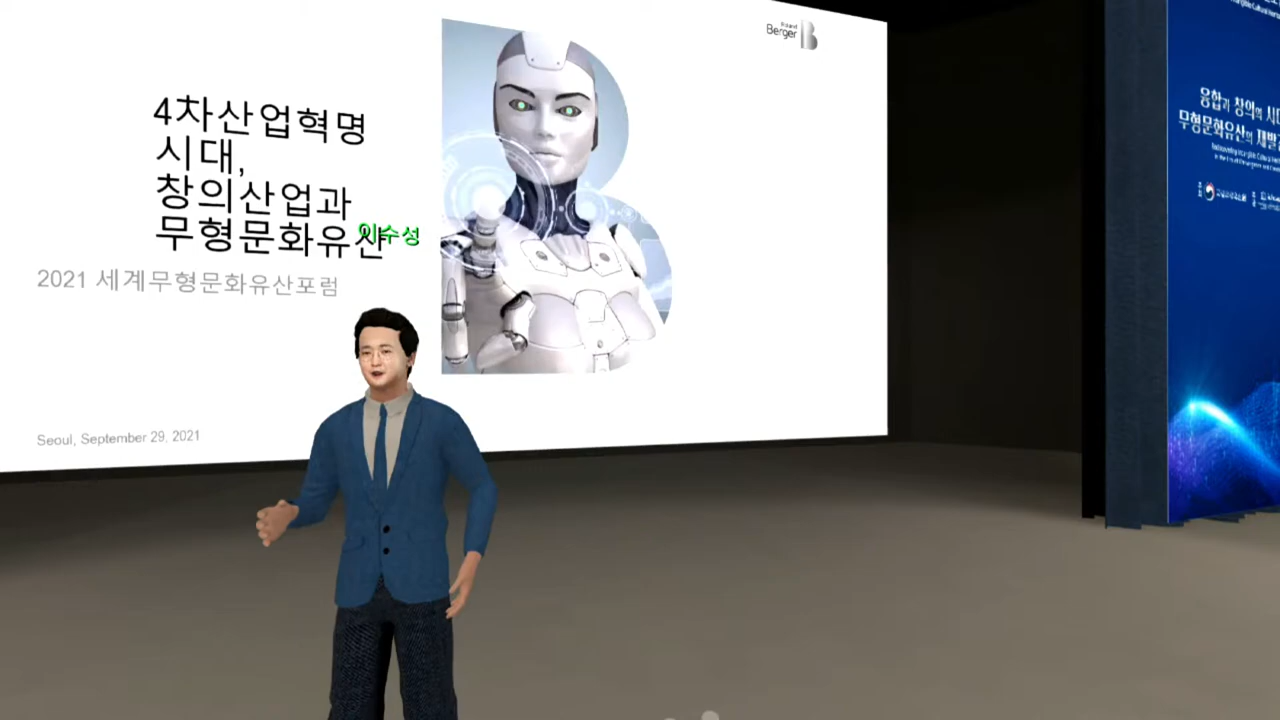 Roland
Berger
4차산업혁명
시대,
창의산업과
무형문화유산
이수성
2021 세계무형문화유산포럼
Seoul, September 29, 2021
융합과 창의의 시대
무형문화유산의 재발